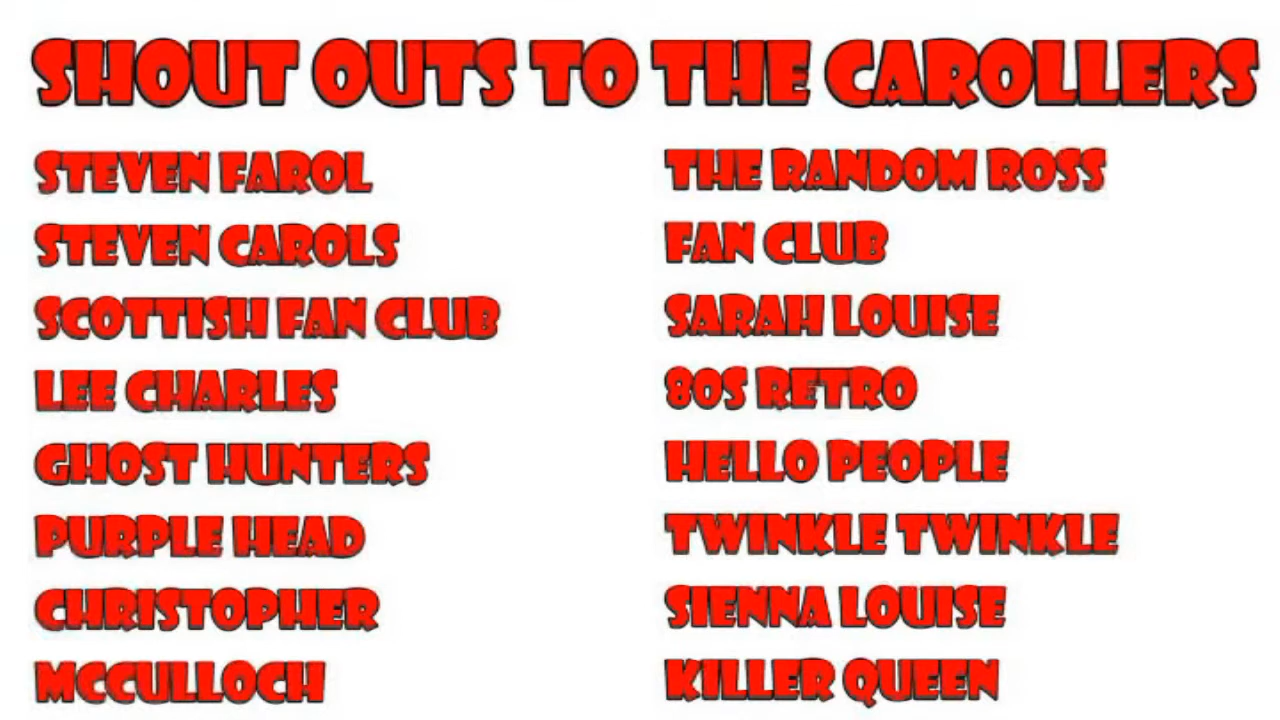 SHOUT OUTS TO THE CAROLLERS
STEVEN FAROL
STEVEN CAROLS
SCOTTISH FAN CLUB
LEE CHARLES
GHOST HUNTERS
PURPLE HEAD
CHRISTOPHER
MCCULLOCH
THE RANDOM ROSS
FAN CLUB
SARAH LOUISE
80S RETRO
HELLO PEOPLE
TWINKLE TWINKLE
SIENNA LOUISE
KILLER QUEEN